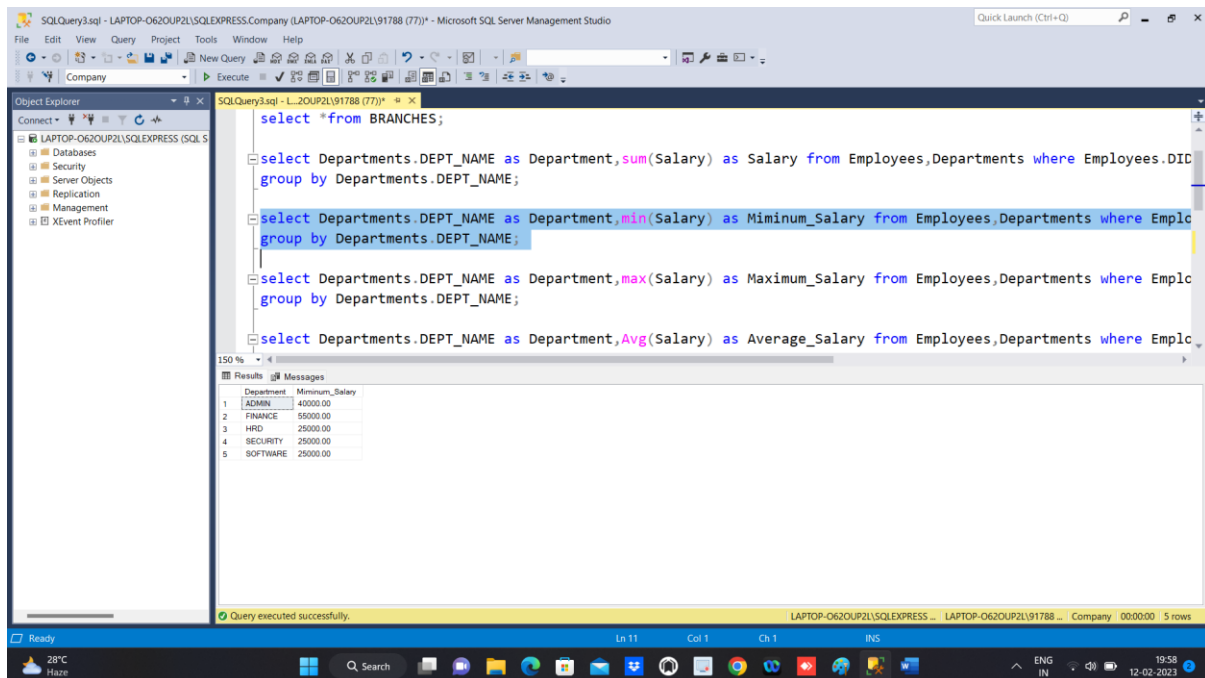 SQLQuery3.sql - LAPTOP-O62OUP2L\SQLEXPRESS.Company (LAPTOP-O62OUP2L\91788 (77))* - Microsoft SQL Server Management Studio
Quick Launch (Ctrl+Q)
File Edit View Query Project Tools Window Help
New Query
Company
Execute
Object Explorer
Connect
LAPTOP-O62OUP2L\SQLEXPRESS (SQL S
Databases
Security
Server Objects
Replication
Management
XEvent Profiler
SQLQuery3.sql - L...2OUP2L\91788 (77))*
select *from BRANCHES;
select Departments.DEPT_NAME as Department,sum(Salary) as Salary from Employees,Departments where Employees.DID
group by Departments.DEPT_NAME;
select Departments.DEPT_NAME as Department,min(Salary) as Miminum_Salary from Employees,Departments where Emplo
group by Departments.DEPT_NAME;
select Departments.DEPT_NAME as Department,max(Salary) as Maximum_Salary from Employees,Departments where Emplo
group by Departments.DEPT_NAME;
select Departments.DEPT_NAME as Department,Avg(Salary) as Average_Salary from Employees,Departments where Emplo
150 %
Results Messages
Department Miminum_Salary
1 ADMIN 40000.00
2 FINANCE 55000.00
3 HRD 25000.00
4 SECURITY 25000.00
5 SOFTWARE 25000.00
Query executed successfully.
LAPTOP-O62OUP2L\SQLEXPRESS ... LAPTOP-O62OUP2L\91788 ... Company 00:00:00 5 rows
Ready
Ln 11 Col 1 Ch 1 INS
28°C
Haze
Search
ENG
IN
19:58
12-02-2023
2